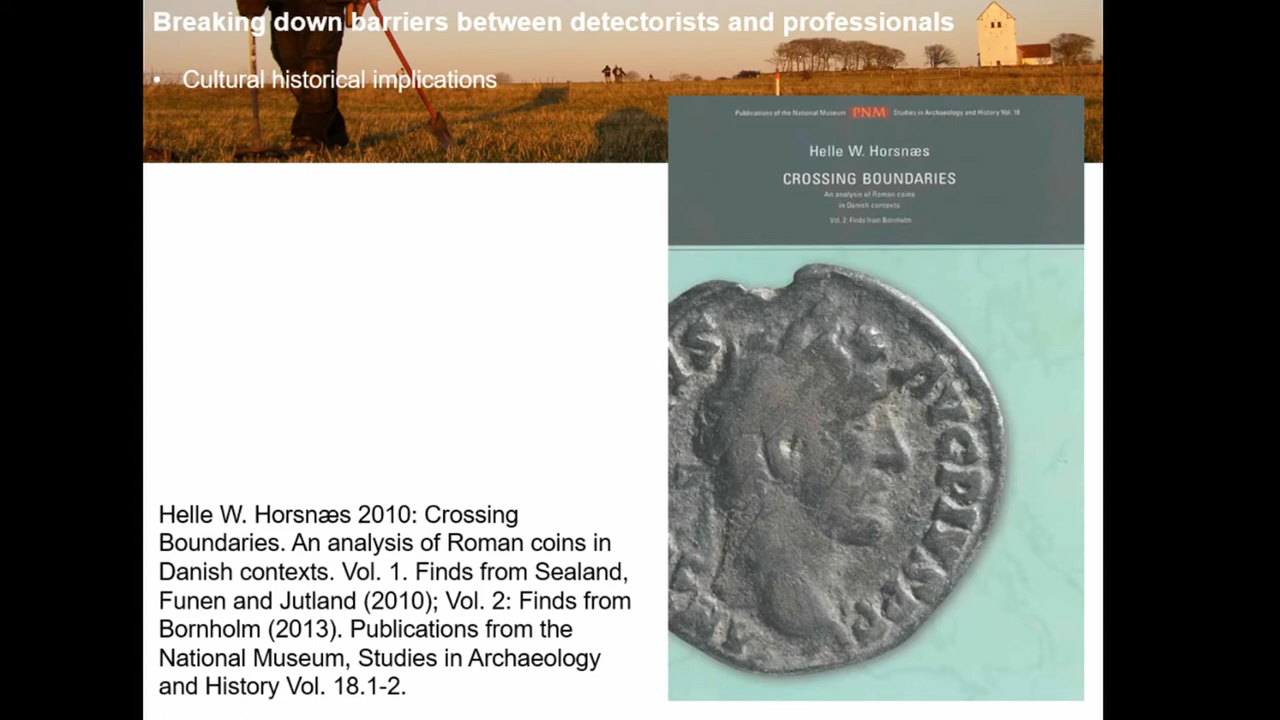 Breaking down barriers between detectorists and professionals
• Cultural historical implications
Publications of the National Museum PNM Studies in Archaeology and History Vol. 18
Helle W. Horsnæs
CROSSING BOUNDARIES
An analysis of Roman coins
in Danish contexts
Vol. 2: Finds from Bornholm
AVG PIVS P P
Helle W. Horsnæs 2010: Crossing
Boundaries. An analysis of Roman coins in
Danish contexts. Vol. 1. Finds from Sealand,
Funen and Jutland (2010); Vol. 2: Finds from
Bornholm (2013). Publications from the
National Museum, Studies in Archaeology
and History Vol. 18.1-2.